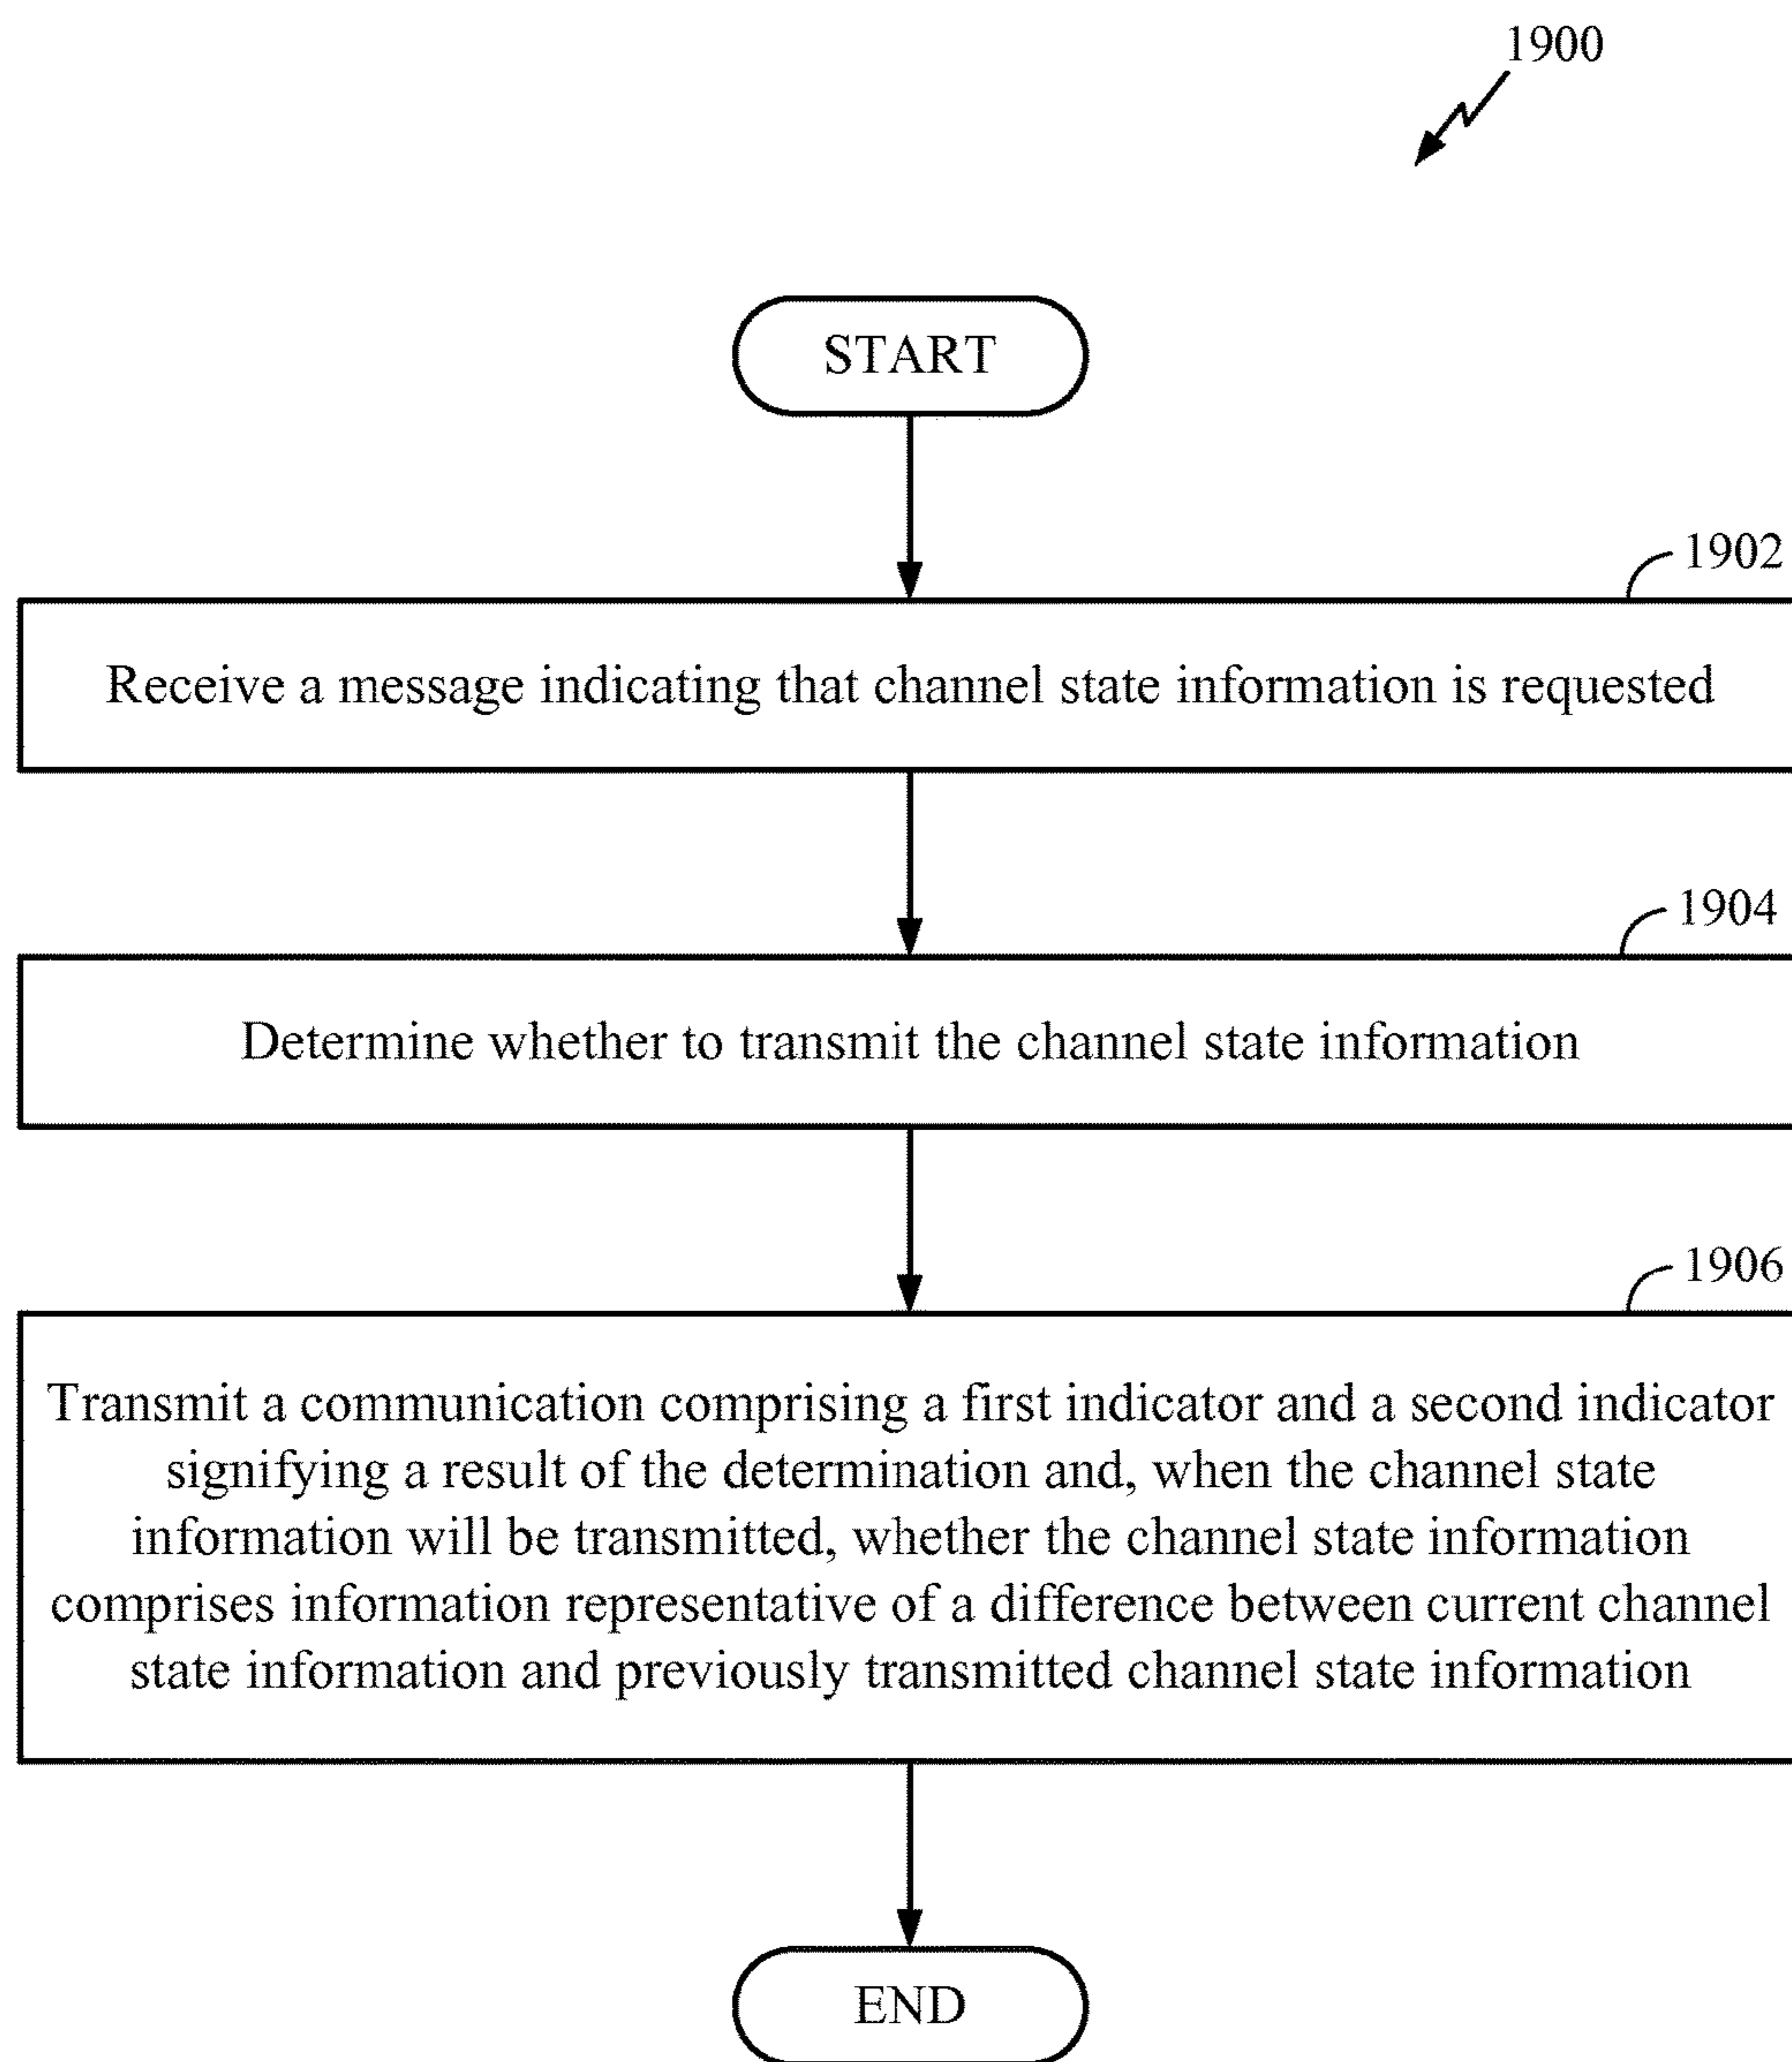 1900
START
1902
Receive a message indicating that channel state information is requested
1904
Determine whether to transmit the channel state information
1906
Transmit a communication comprising a first indicator and a second indicator
signifying a result of the determination and, when the channel state
information will be transmitted, whether the channel state information
comprises information representative of a difference between current channel
state information and previously transmitted channel state information
END